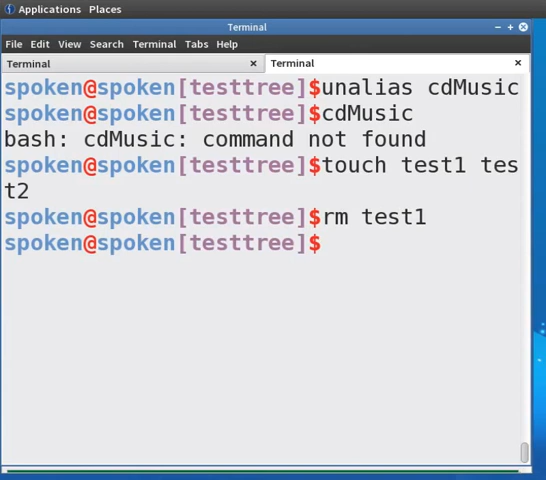 Applications Places
Terminal
File Edit View Search Terminal Tabs Help
Terminal Terminal
spoken@spoken[testtree]$unalias cdMusic
spoken@spoken[testtree]$cdMusic
bash: cdMusic: command not found
spoken@spoken[testtree]$touch test1 tes
t2
spoken@spoken[testtree]$rm test1
spoken@spoken[testtree]$